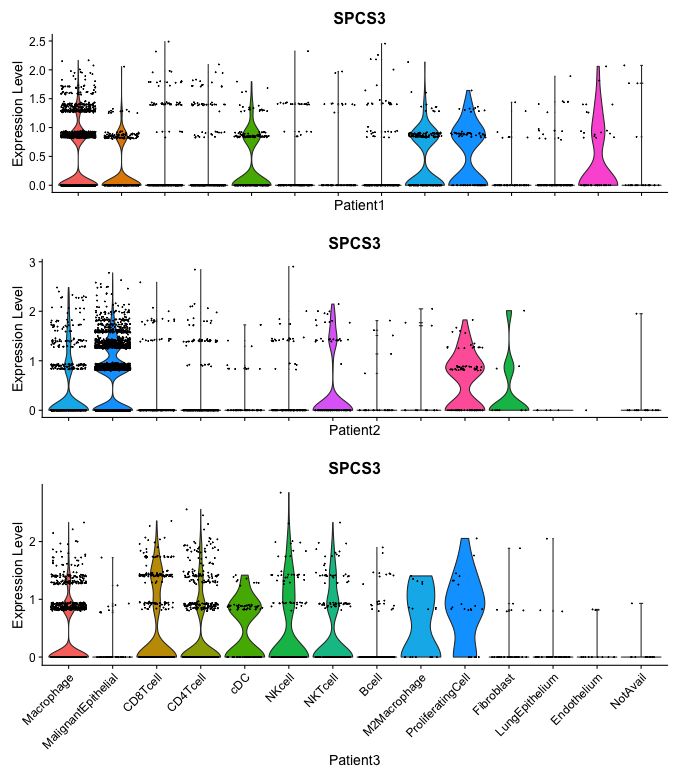 SPCS3
Expression Level
2.5
2.0
1.5
1.0
0.5
0.0
Patient1
SPCS3
Expression Level
3
2
1
0
Patient2
SPCS3
Expression Level
2
1
0
Macrophage
MalignantEpithelial
CD8Tcell
CD4Tcell
cDC
NKcell
NKTcell
Bcell
M2Macrophage
ProliferatingCell
Fibroblast
LungEpithelium
Endothelium
NotAvail
Patient3